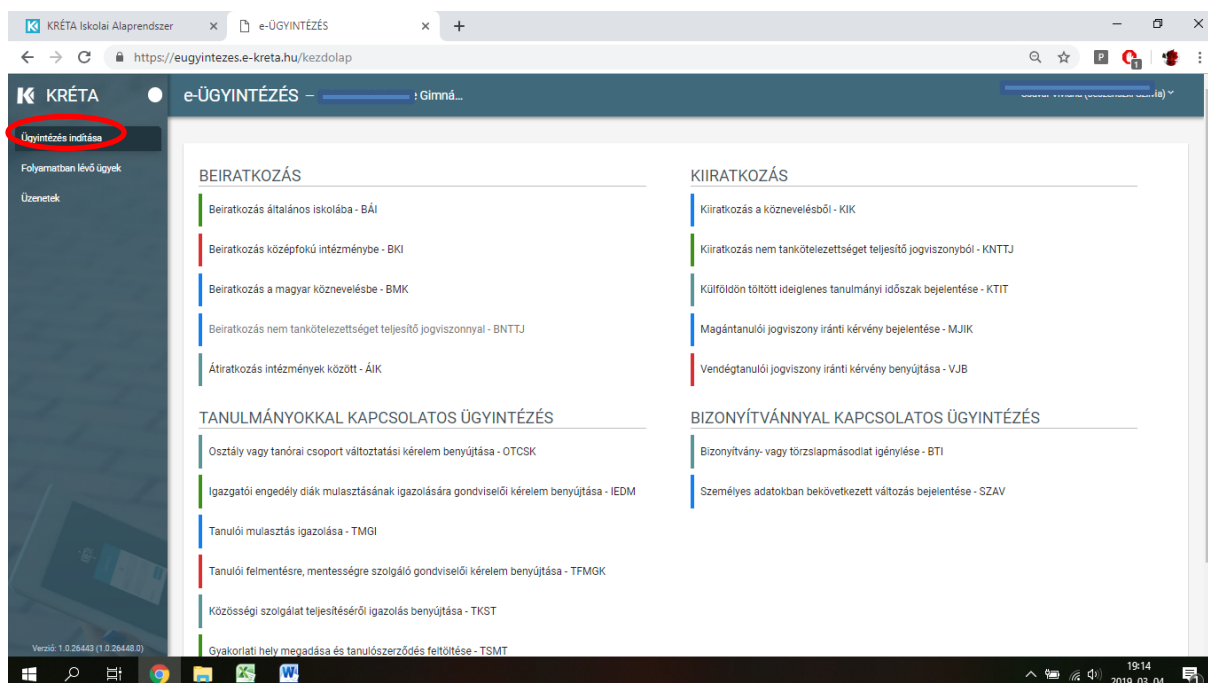 KRÉTA Iskolai Alaprendszer
e-ÜGYINTÉZÉS
https://eugyintezes.e-kreta.hu/kezdolap
KRÉTA
e-ÜGYINTÉZÉS –
Gimná...
Ügyintézés indítása
Folyamatban lévő ügyek
Üzenetek
BEIRATKOZÁS
Beiratkozás általános iskolába - BÁI
Beiratkozás középfokú intézménybe - BKI
Beiratkozás a magyar köznevelésbe - BMK
Beiratkozás nem tankötelezettséget teljesítő jogviszonnyal - BNTTJ
Átiratkozás intézmények között - ÁIK
KIIRATKOZÁS
Kiiratkozás a köznevelésből - KIK
Kiiratkozás nem tankötelezettséget teljesítő jogviszonyból - KNTTJ
Külföldön töltött ideiglenes tanulmányi időszak bejelentése - KTIT
Magántanulói jogviszony iránti kérvény bejelentése - MJIK
Vendégtanulói jogviszony iránti kérvény benyújtása - VJB
TANULMÁNYOKKAL KAPCSOLATOS ÜGYINTÉZÉS
Osztály vagy tanórai csoport változtatási kérelem benyújtása - OTCSK
Igazgatói engedély diák mulasztásának igazolására gondviselői kérelem benyújtása - IEDM
Tanulói mulasztás igazolása - TMGI
Tanulói felmentésre, mentességre szolgáló gondviselői kérelem benyújtása - TFMGK
Közösségi szolgálat teljesítéséről igazolás benyújtása - TKST
Gyakorlati hely megadása és tanulószerződés feltöltése - TSMT
BIZONYÍTVÁNNYAL KAPCSOLATOS ÜGYINTÉZÉS
Bizonyítvány- vagy törzslapmásodlat igénylése - BTI
Személyes adatokban bekövetkezett változás bejelentése - SZAV
Verzió: 1.0.26443 (1.0.26448.0)
19:14
2019. 03. 04.